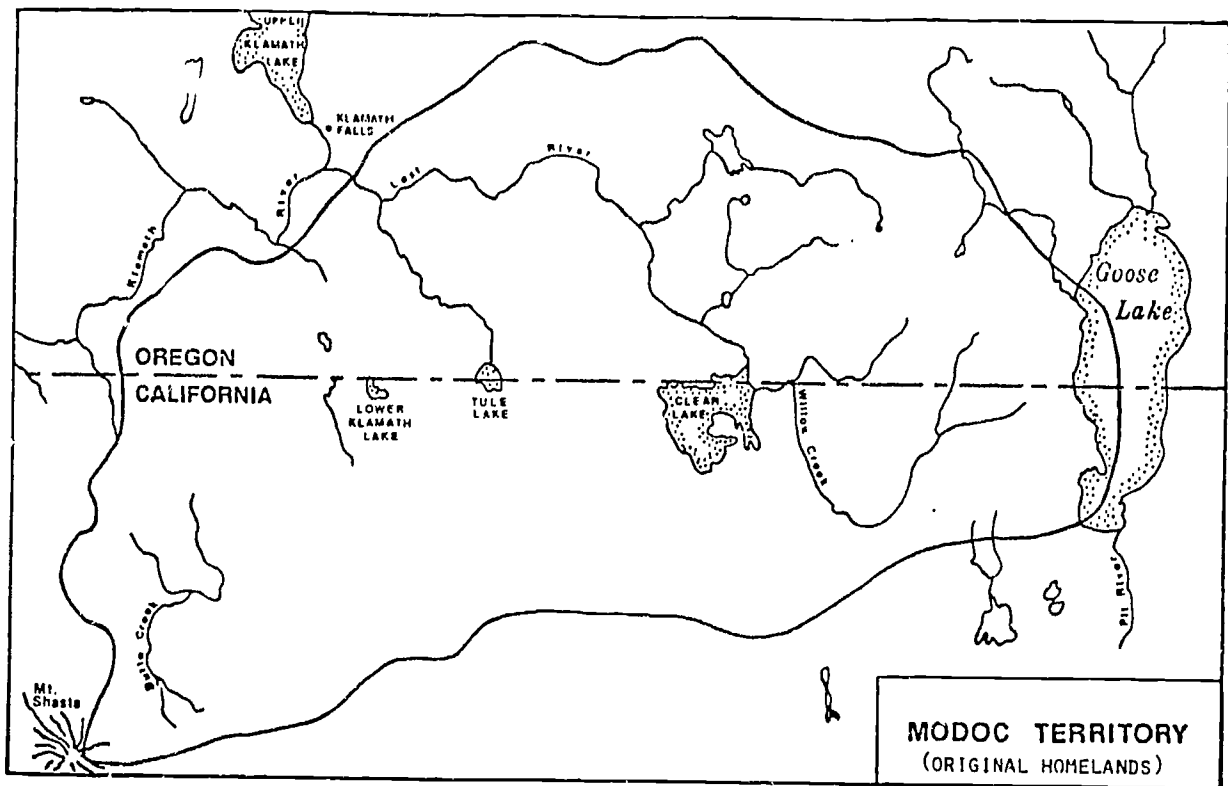 UPPER
KLAMATH
LAKE
KLAMATH
FALLS
River
Lost
River
Klamath
Goose
Lake
OREGON
CALIFORNIA
LOWER
KLAMATH
LAKE
TULE
LAKE
CLEAR
LAKE
Willow Creek
Pit River
Butte Creek
Mt.
Shasta
MODOC TERRITORY
(ORIGINAL HOMELANDS)